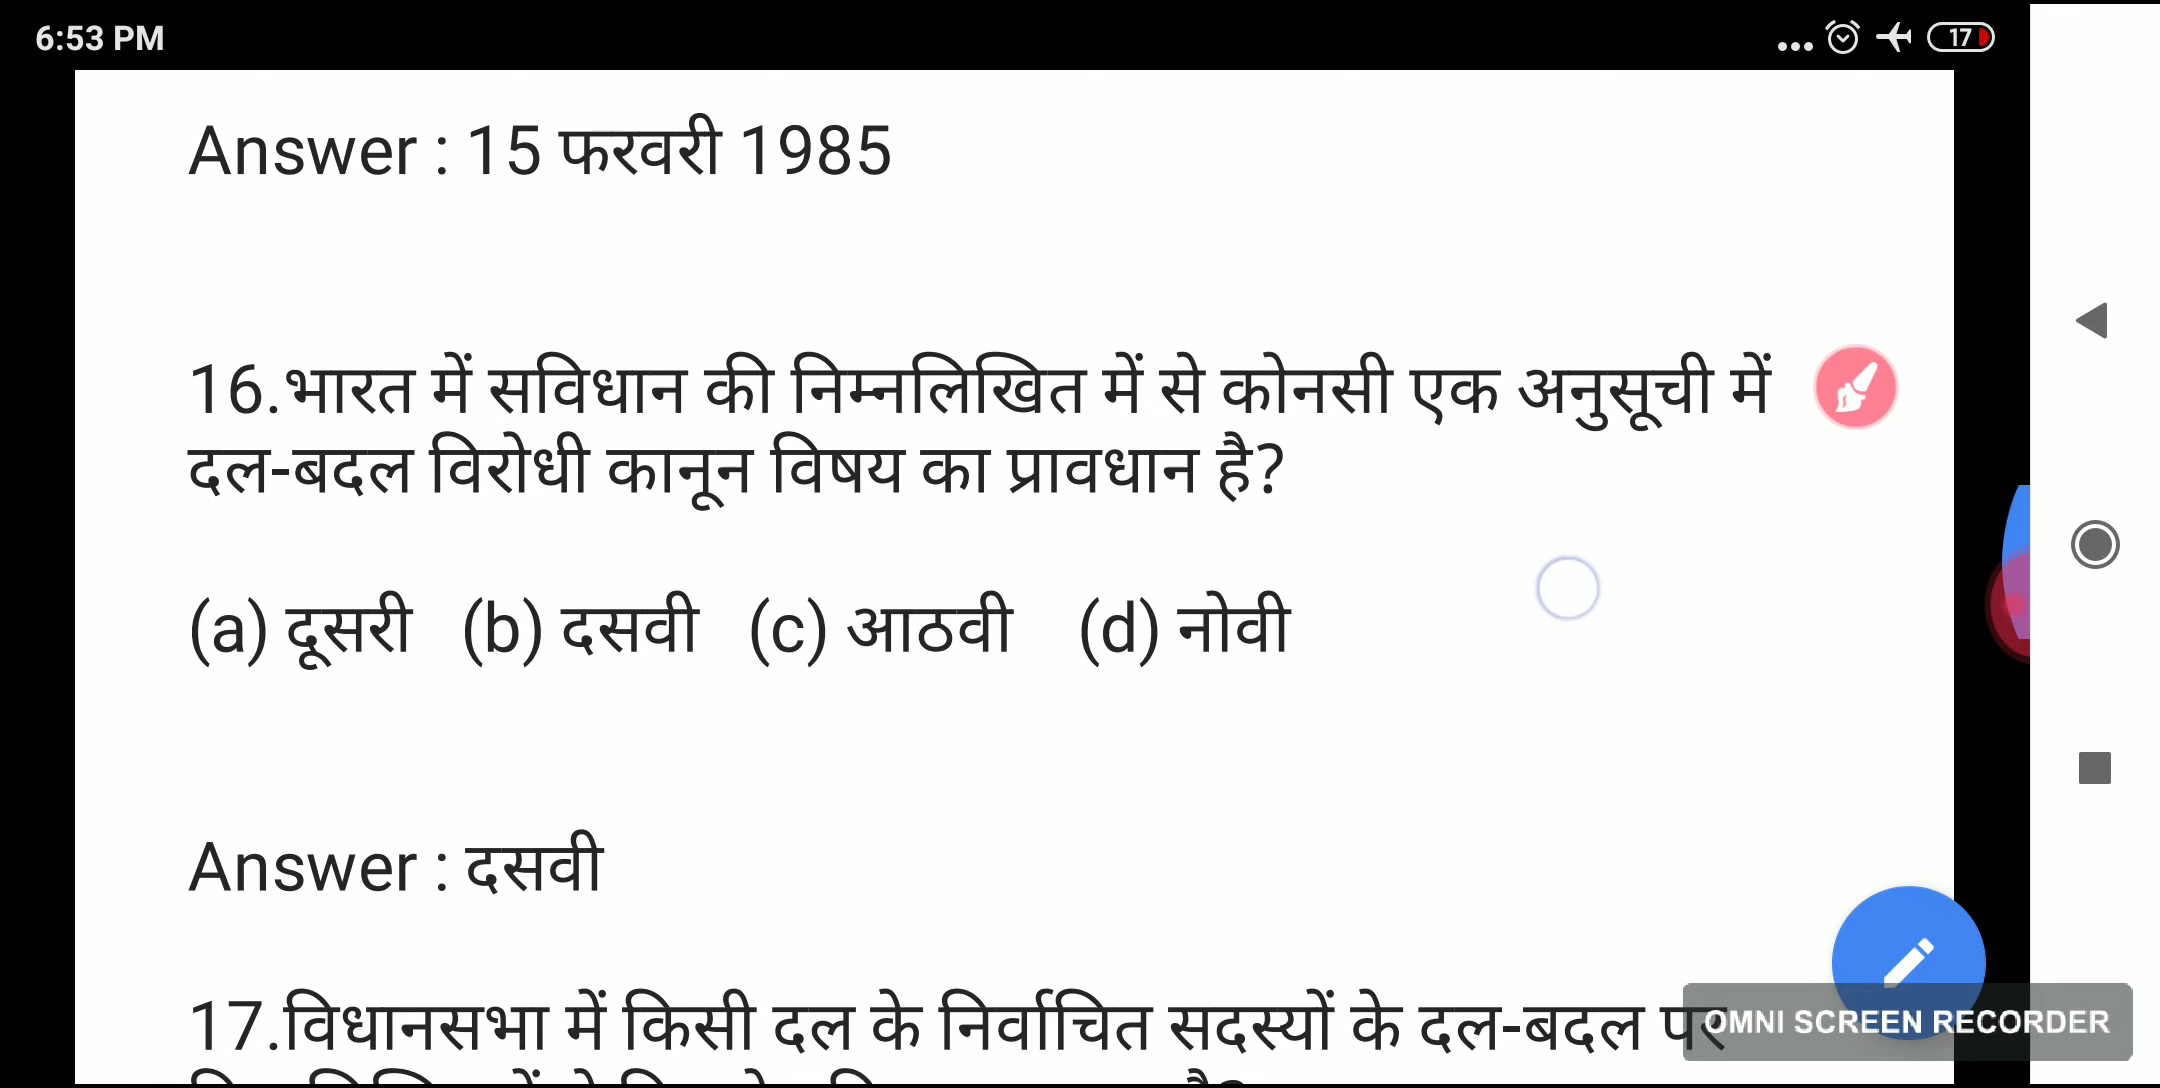 6:53 PM
17
Answer : 15 फरवरी 1985
16.भारत में सविधान की निम्नलिखित में से कोनसी एक अनुसूची में
दल-बदल विरोधी कानून विषय का प्रावधान है?
(a) दूसरी (b) दसवी (c) आठवी (d) नोवी
Answer : दसवी
17.विधानसभा में किसी दल के निर्वाचित सदस्यों के दल-बदल पर
OMNI SCREEN RECORDER